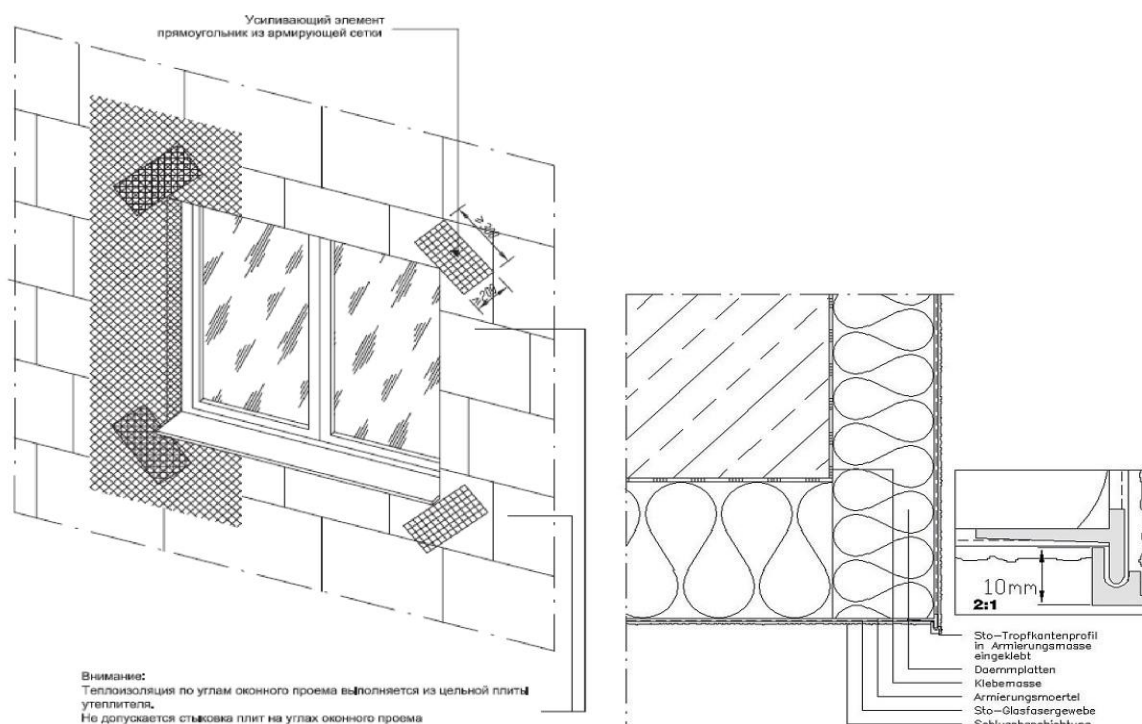 Усиливающий элемент
прямоугольник из армирующей сетки
≥200
Внимание:
Теплоизоляция по углам оконного проема выполняется из цельной плиты
утеплителя.
Не допускается стыковка плит на углах оконного проема
10mm
2:1
Sto-Tropfkantenprofil
in Armierungsmasse
eingeklebt
Daemmplatten
Klebemasse
Armierungsmoertel
Sto-Glasfasergewebe